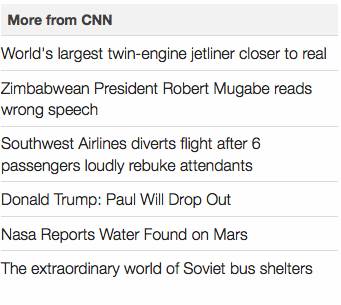 More from CNN
World's largest twin-engine jetliner closer to real
Zimbabwean President Robert Mugabe reads
wrong speech
Southwest Airlines diverts flight after 6
passengers loudly rebuke attendants
Donald Trump: Paul Will Drop Out
Nasa Reports Water Found on Mars
The extraordinary world of Soviet bus shelters